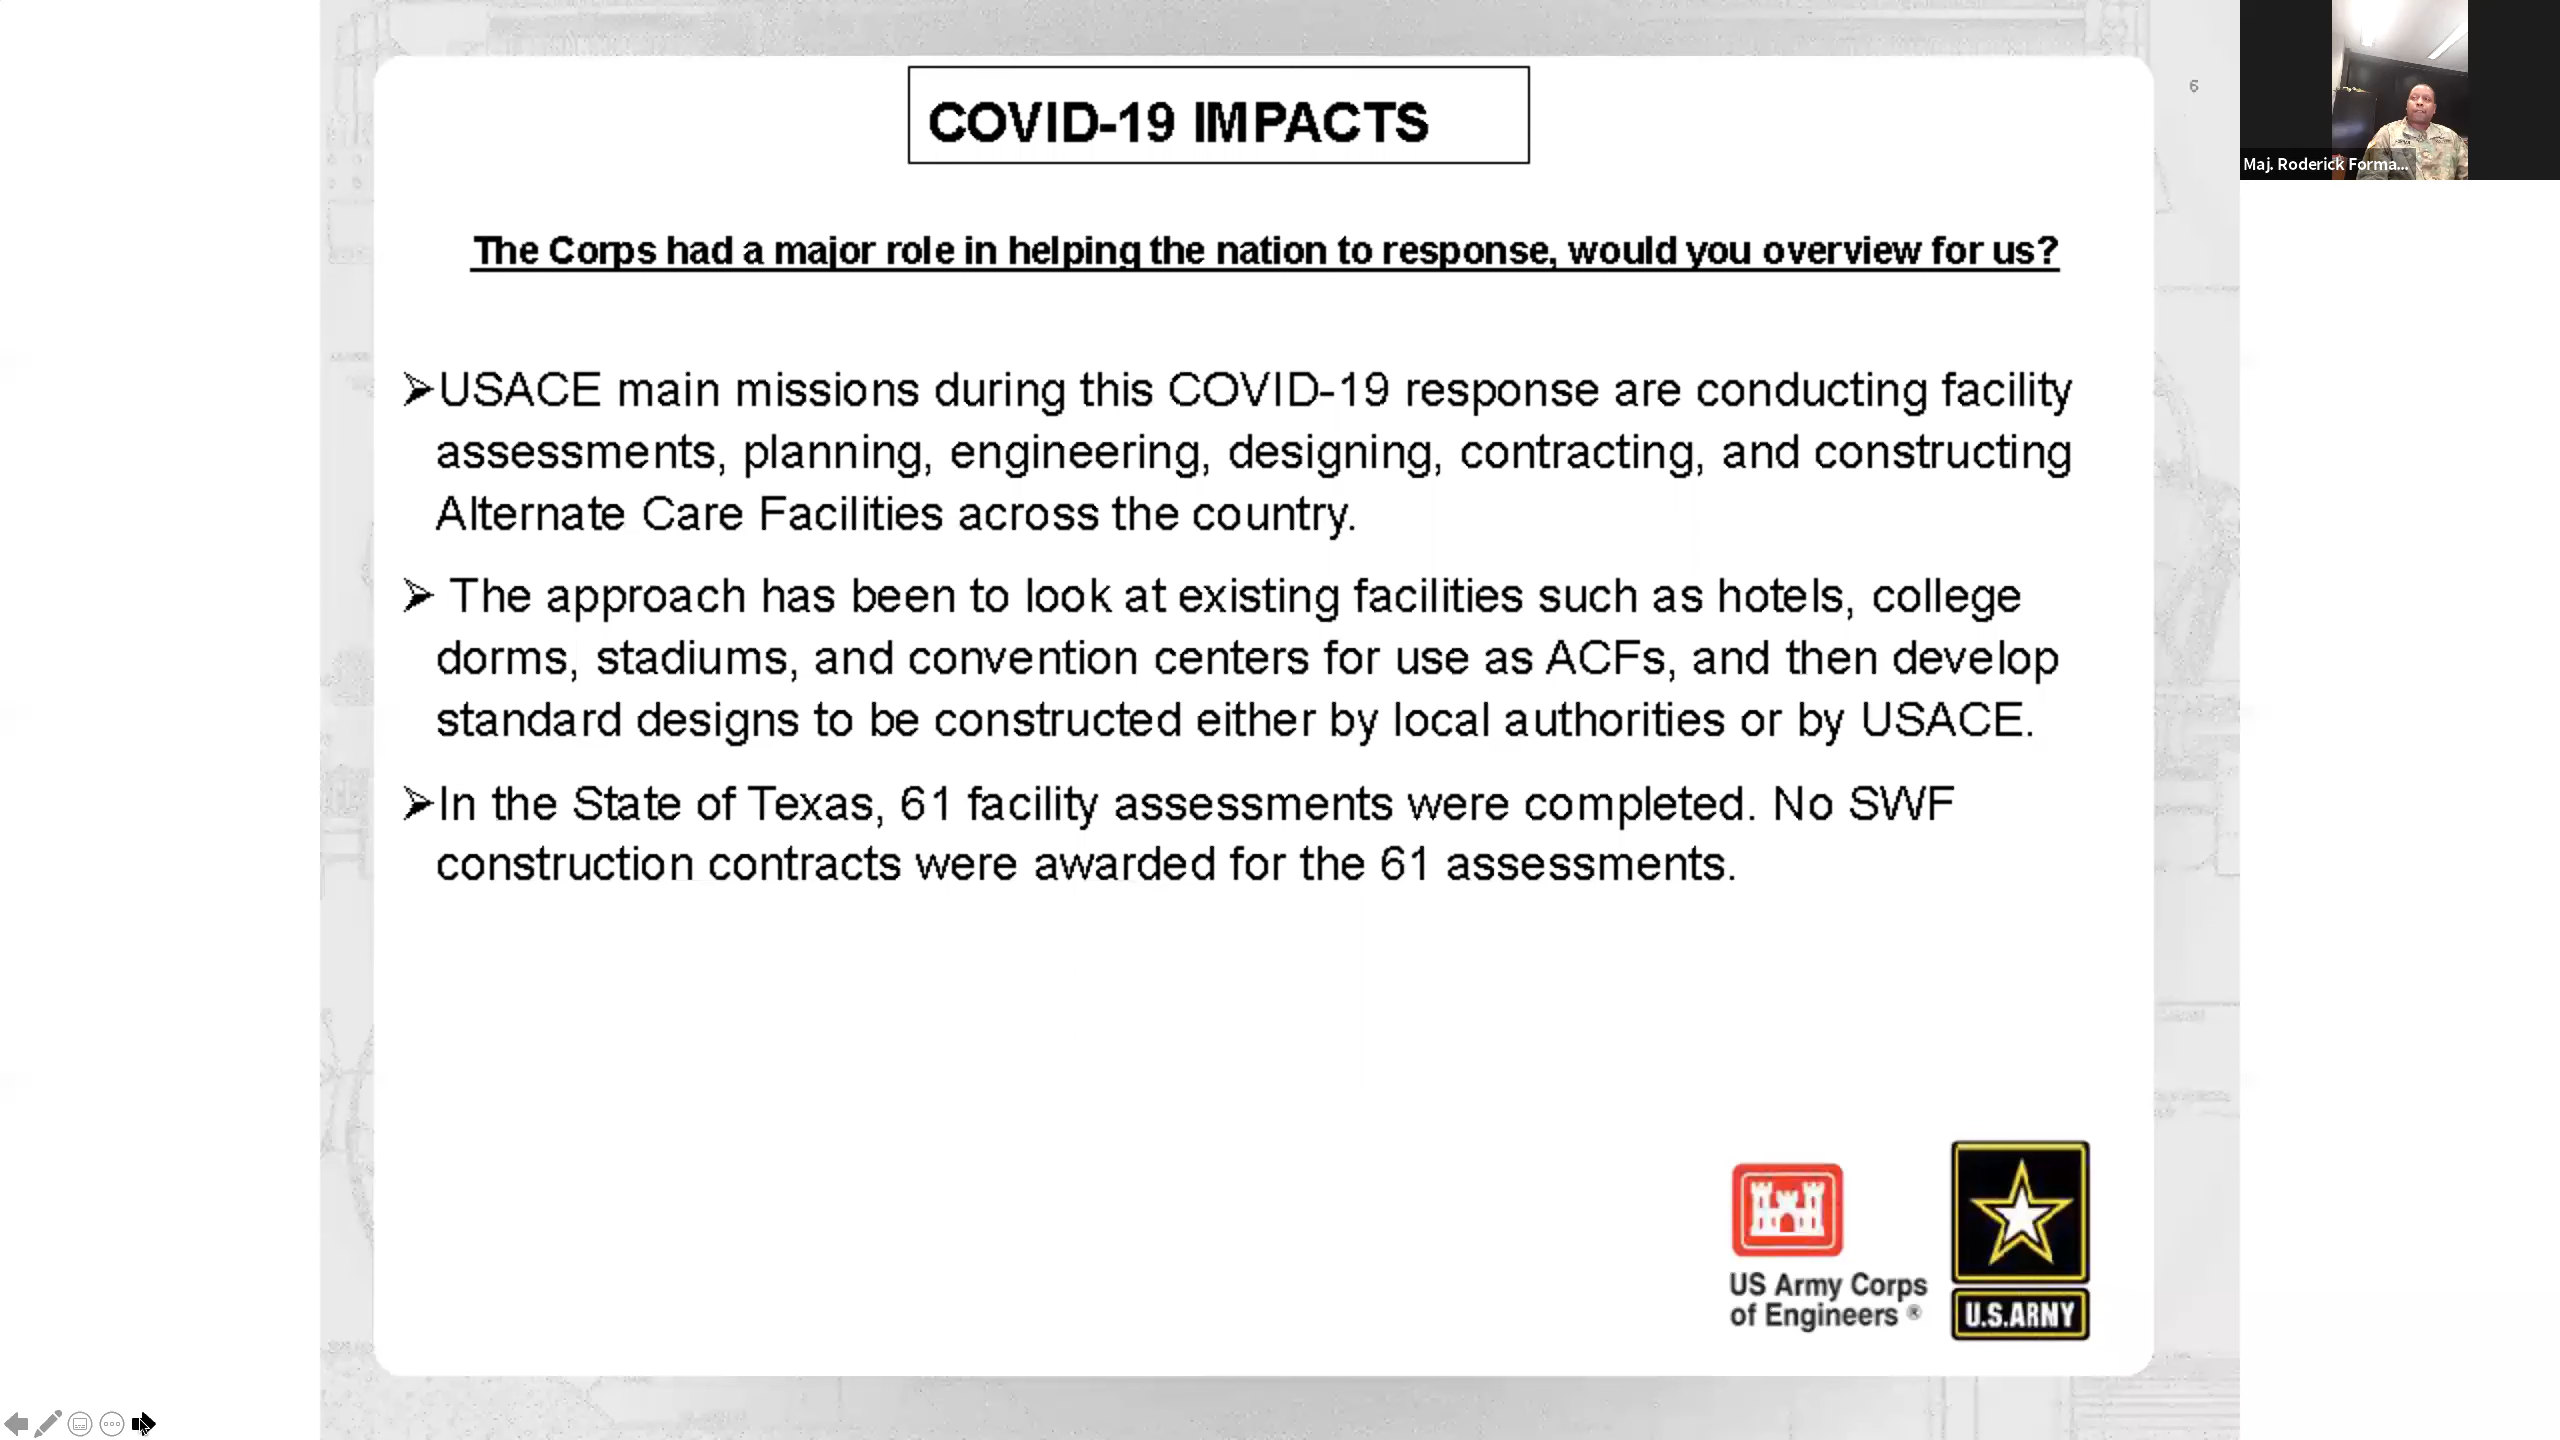 COVID-19 IMPACTS
6
Maj. Roderick Forma...
The Corps had a major role in helping the nation to response, would you overview for us?
➢USACE main missions during this COVID-19 response are conducting facility
assessments, planning, engineering, designing, contracting, and constructing
Alternate Care Facilities across the country.
➢ The approach has been to look at existing facilities such as hotels, college
dorms, stadiums, and convention centers for use as ACFs, and then develop
standard designs to be constructed either by local authorities or by USACE.
➢In the State of Texas, 61 facility assessments were completed. No SWF
construction contracts were awarded for the 61 assessments.
US Army Corps
of Engineers ®
U.S.ARMY